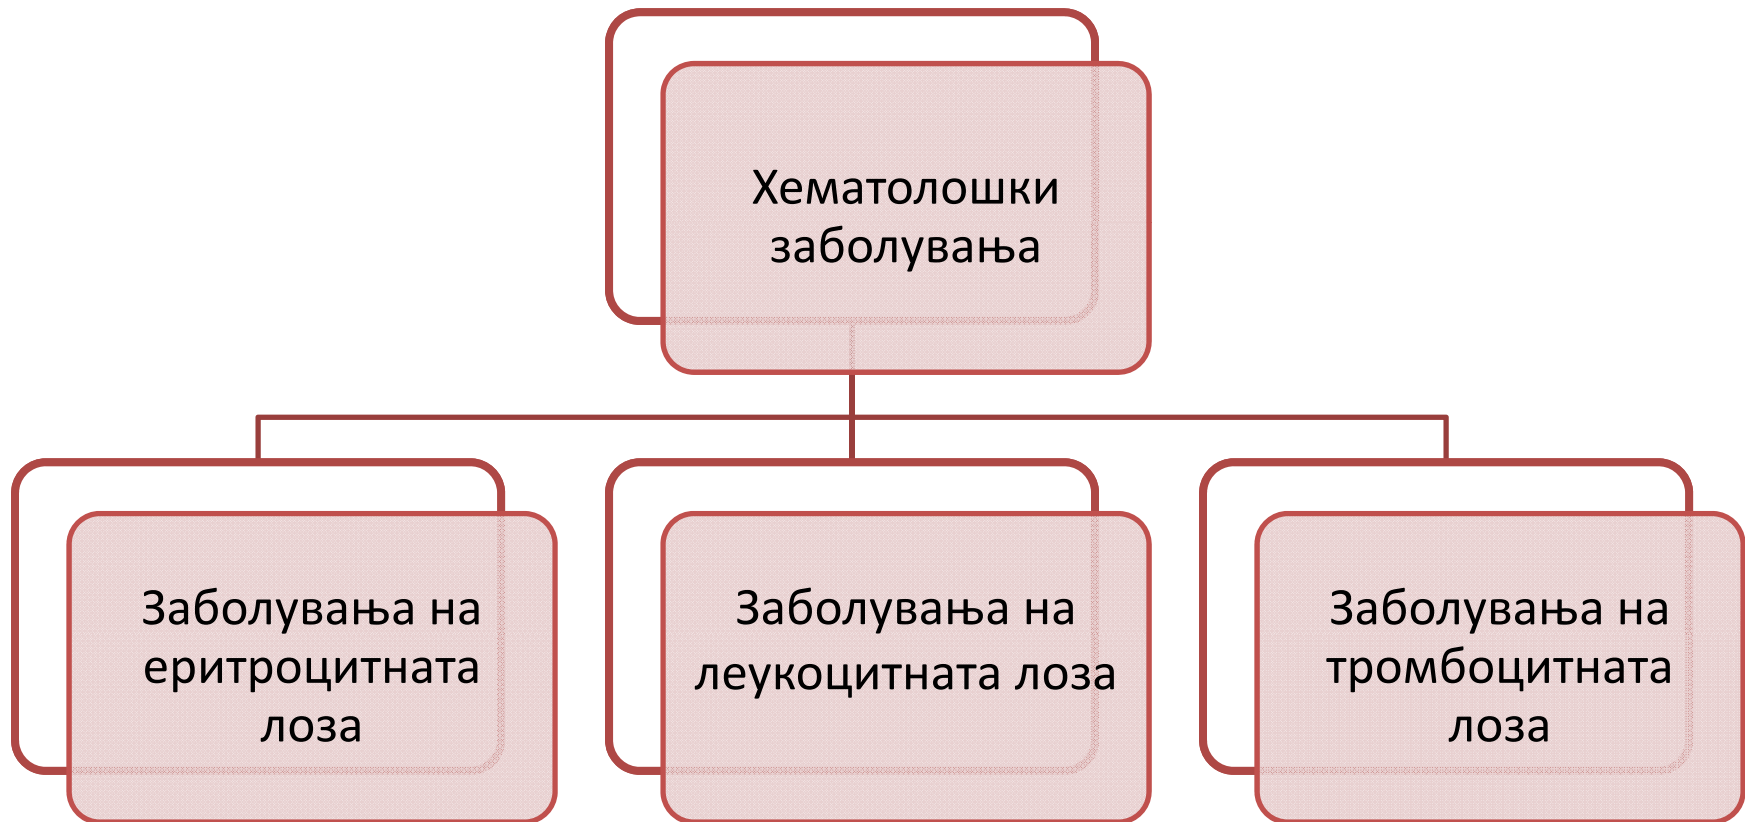 Хематолошки
заболувања
Заболувања на
еритроцитната
лоза
Заболувања на
леукоцитната лоза
Заболувања на
тромбоцитната
лоза